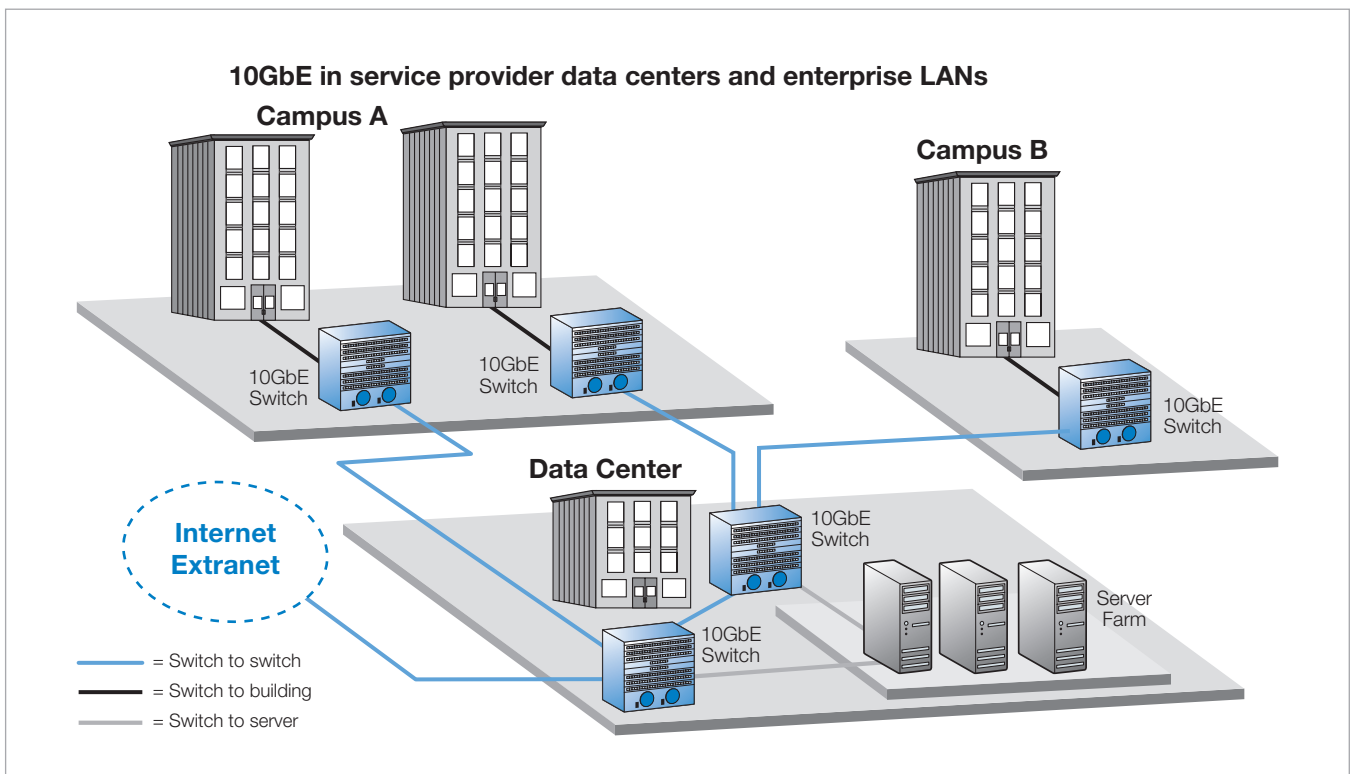 10GbE in service provider data centers and enterprise LANs
Campus A
Campus B
10GbE
Switch
10GbE
Switch
10GbE
Switch
Data Center
10GbE
Switch
Internet
Extranet
Server
Farm
10GbE
Switch
= Switch to switch
= Switch to building
= Switch to server